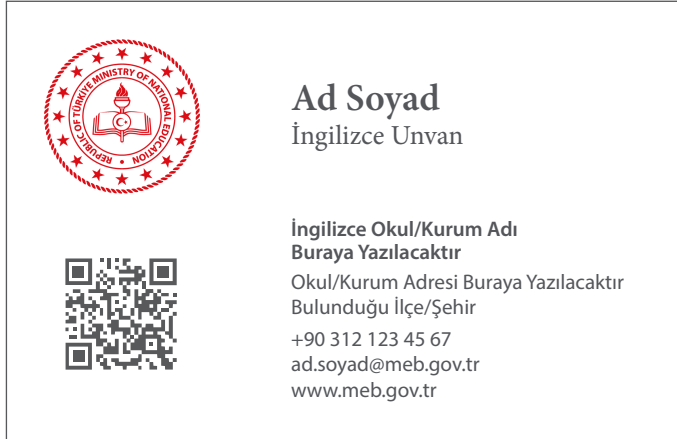 REPUBLIC OF TÜRKİYE MINISTRY OF NATIONAL EDUCATION
Ad Soyad
İngilizce Unvan
İngilizce Okul/Kurum Adı
Buraya Yazılacaktır
Okul/Kurum Adresi Buraya Yazılacaktır
Bulunduğu İlçe/Şehir
+90 312 123 45 67
ad.soyad@meb.gov.tr
www.meb.gov.tr